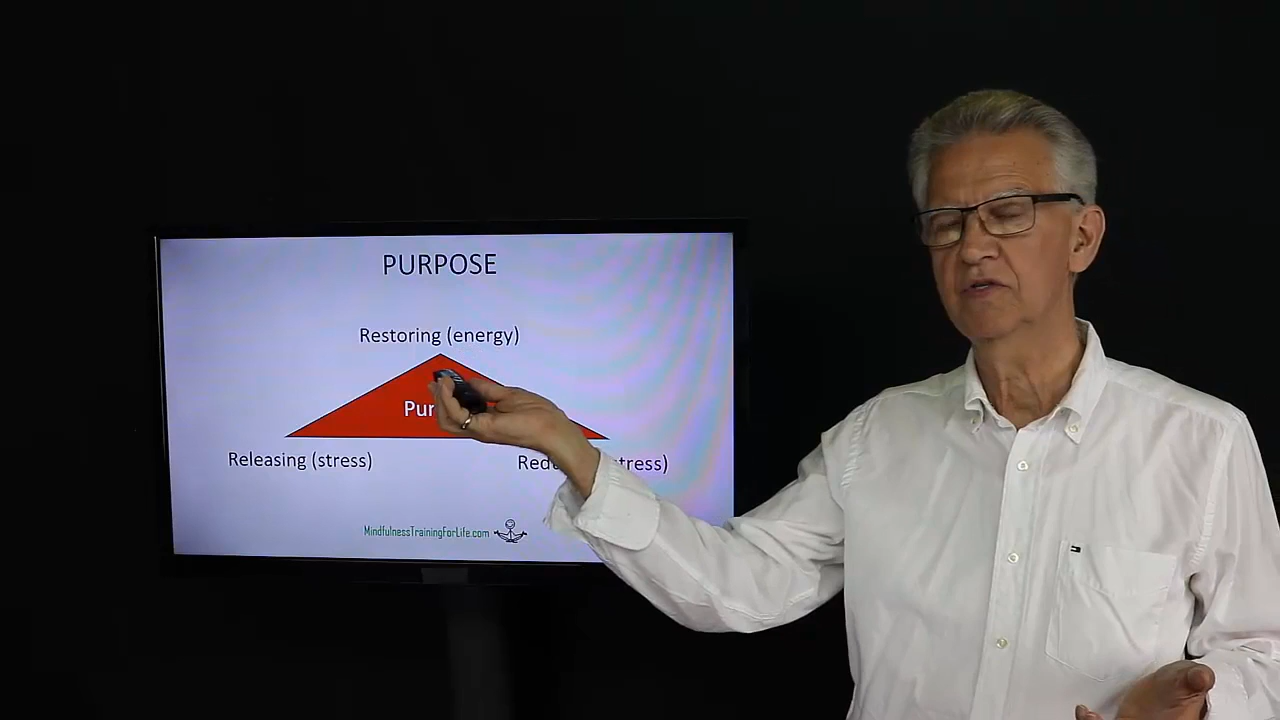 PURPOSE
Restoring (energy)
Releasing (stress)
MindfulnessTrainingForLife.com